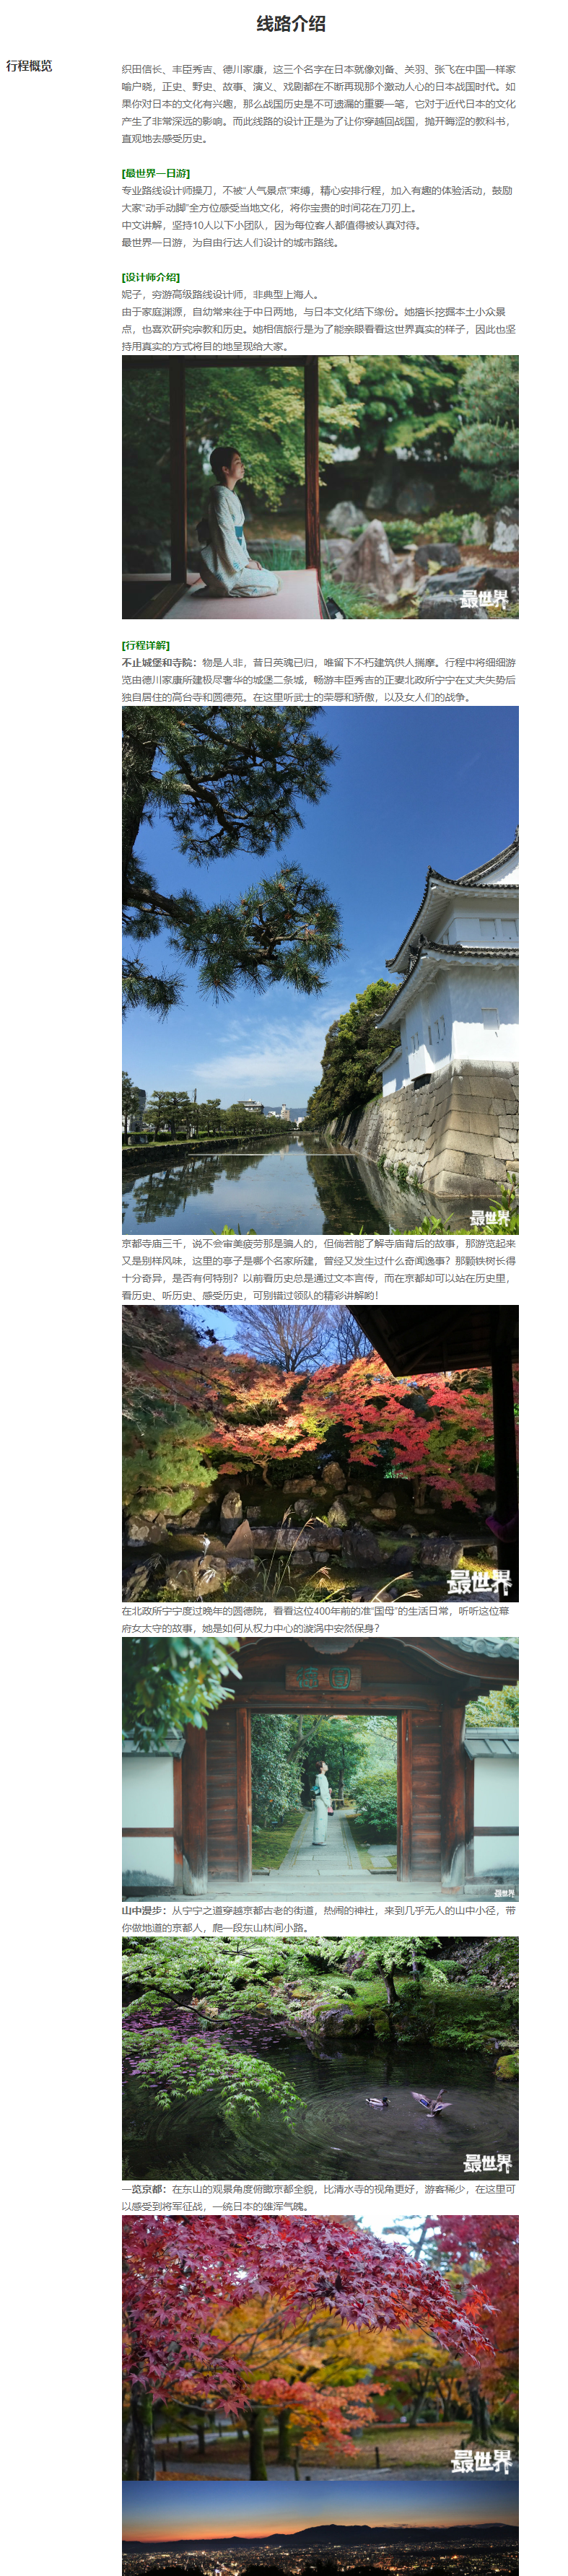 线路介绍
行程概览
织田信长、丰臣秀吉、德川家康，这三个名字在日本就像刘备、关羽、张飞在中国一样家
喻户晓，正史、野史、故事、演义、戏剧都在不断再现那个激动人心的日本战国时代。如
果你对日本的文化有兴趣，那么战国历史是不可遗漏的重要一笔，它对于近代日本的文化
产生了非常深远的影响。而此线路的设计正是为了让你穿越回战国，抛开晦涩的教科书，
直观地去感受历史。
[最世界一日游]
专业路线设计师操刀，不被“人气景点”束缚，精心安排行程，加入有趣的体验活动，鼓励
大家“动手动脚”全方位感受当地文化，将你宝贵的时间花在刀刃上。
中文讲解，坚持10人以下小团队，因为每位客人都值得被认真对待。
最世界一日游，为自由行达人们设计的城市路线。
[设计师介绍]
妮子，穷游高级路线设计师，非典型上海人。
由于家庭渊源，自幼常来往于中日两地，与日本文化结下缘份。她擅长挖掘本土小众景
点，也喜欢研究宗教和历史。她相信旅行是为了能亲眼看看这世界真实的样子，因此也坚
持用真实的方式将目的地呈现给大家。
最世界
[行程详解]
不止城堡和寺院：物是人非，昔日英魂已归，唯留下不朽建筑供人揣摩。行程中将细细游
览由德川家康所建极尽奢华的城堡二条城，畅游丰臣秀吉的正妻北政所宁宁在丈夫失势后
独自居住的高台寺和圆德苑。在这里听武士的荣辱和骄傲，以及女人们的战争。
最世界
京都寺庙三千，说不会审美疲劳那是骗人的，但倘若能了解寺庙背后的故事，那游览起来
又是别样风味，这里的亭子是哪个名家所建，曾经又发生过什么奇闻逸事？那颗铁树长得
十分奇异，是否有何特别？以前看历史总是通过文本言传，而在京都却可以站在历史里，
看历史、听历史、感受历史，可别错过领队的精彩讲解哟！
最世界
在北政所宁宁度过晚年的圆德院，看看这位400年前的准“国母”的生活日常，听听这位幕
府女太守的故事，她是如何从权力中心的漩涡中安然保身？
德圓
最世界
山中漫步：从宁宁之道穿越京都古老的街道，热闹的神社，来到几乎无人的山中小径，带
你做地道的京都人，爬一段东山林间小路。
最世界
一览京都：在东山的观景角度俯瞰京都全貌，比清水寺的视角更好，游客稀少，在这里可
以感受到将军征战，一统日本的雄浑气魄。
最世界